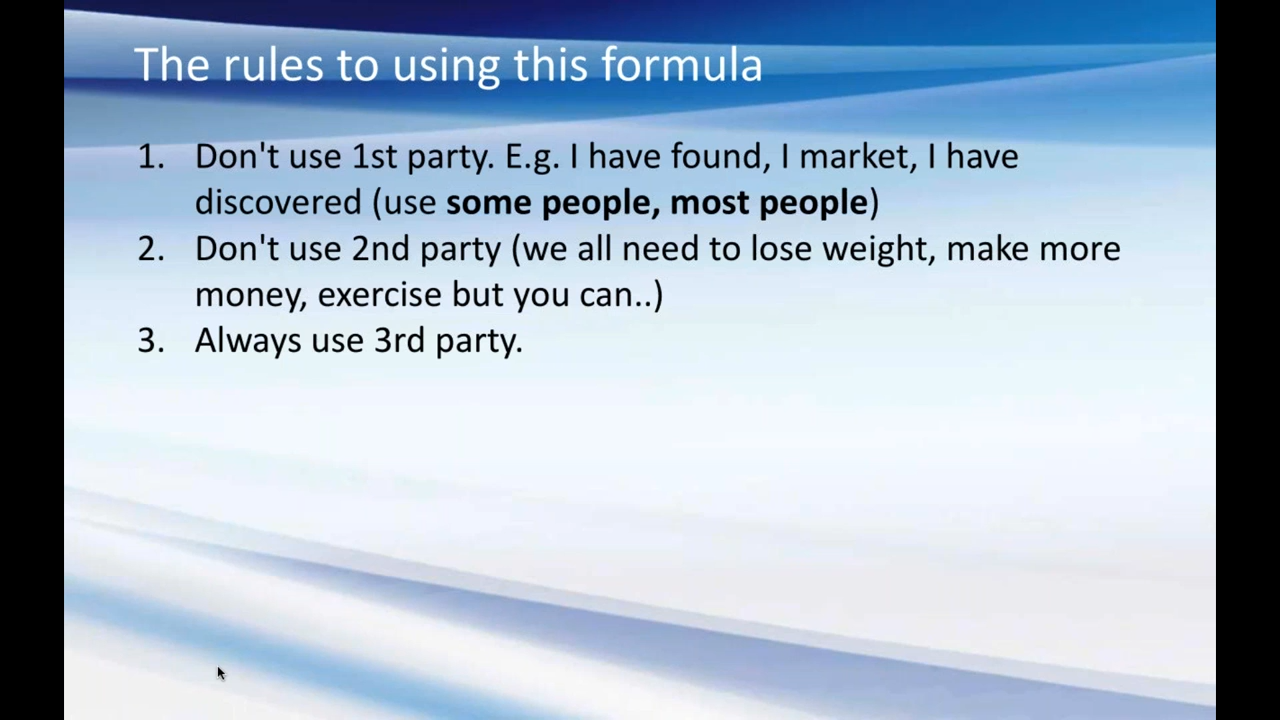 The rules to using this formula
1. Don't use 1st party. E.g. I have found, I market, I have
discovered (use some people, most people)
2. Don't use 2nd party (we all need to lose weight, make more
money, exercise but you can..)
3. Always use 3rd party.